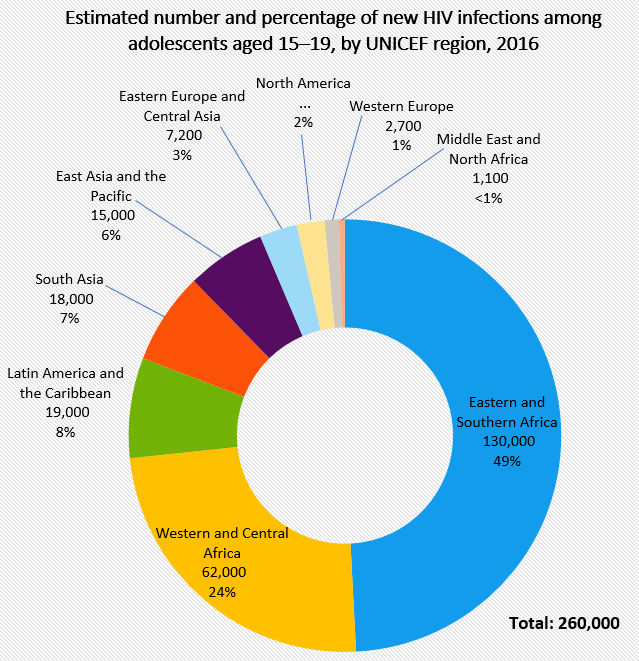 Estimated number and percentage of new HIV infections among
adolescents aged 15–19, by UNICEF region, 2016
North America
...
2%
Eastern Europe and
Central Asia
7,200
3%
Western Europe
2,700
1%
Middle East and
North Africa
1,100
<1%
East Asia and the
Pacific
15,000
6%
South Asia
18,000
7%
Latin America and
the Caribbean
19,000
8%
Eastern and
Southern Africa
130,000
49%
Western and Central
Africa
62,000
24%
Total: 260,000